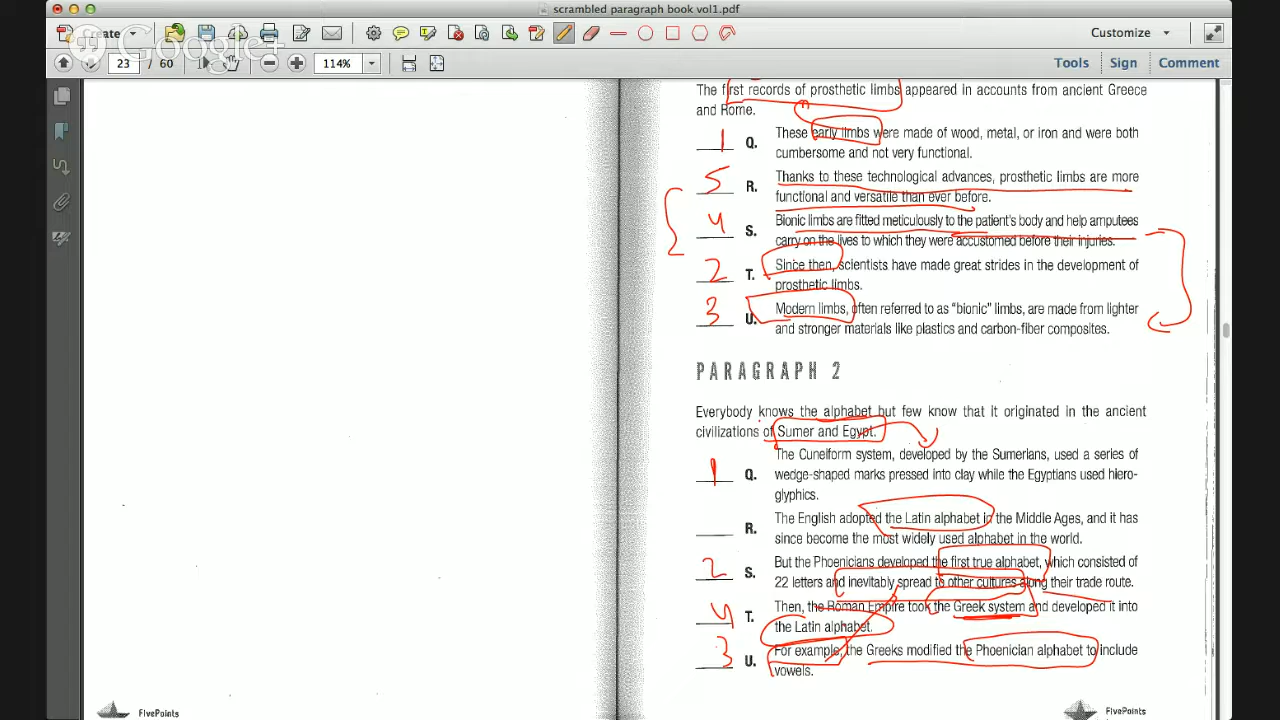 scrambled paragraph book vol1.pdf
Create
Google+
Customize
23 / 60
114%
Tools
Sign
Comment
The first records of prosthetic limbs appeared in accounts from ancient Greece
and Rome.
1 Q. These early limbs were made of wood, metal, or iron and were both
cumbersome and not very functional.
5 R. Thanks to these technological advances, prosthetic limbs are more
functional and versatile than ever before.
4 S. Bionic limbs are fitted meticulously to the patient's body and help amputees
carry on the lives to which they were accustomed before their injuries.
2 T. Since then, scientists have made great strides in the development of
prosthetic limbs.
3 U. Modern limbs, often referred to as "bionic" limbs, are made from lighter
and stronger materials like plastics and carbon-fiber composites.
PARAGRAPH 2
Everybody knows the alphabet but few know that it originated in the ancient
civilizations of Sumer and Egypt.
1 Q. The Cuneiform system, developed by the Sumerians, used a series of
wedge-shaped marks pressed into clay while the Egyptians used hiero-
glyphics.
R. The English adopted the Latin alphabet in the Middle Ages, and it has
since become the most widely used alphabet in the world.
2 S. But the Phoenicians developed the first true alphabet, which consisted of
22 letters and inevitably spread to other cultures along their trade route.
4 T. Then, the Roman Empire took the Greek system and developed it into
the Latin alphabet.
3 U. For example, the Greeks modified the Phoenician alphabet to include
vowels.
FivePoints
FivePoints